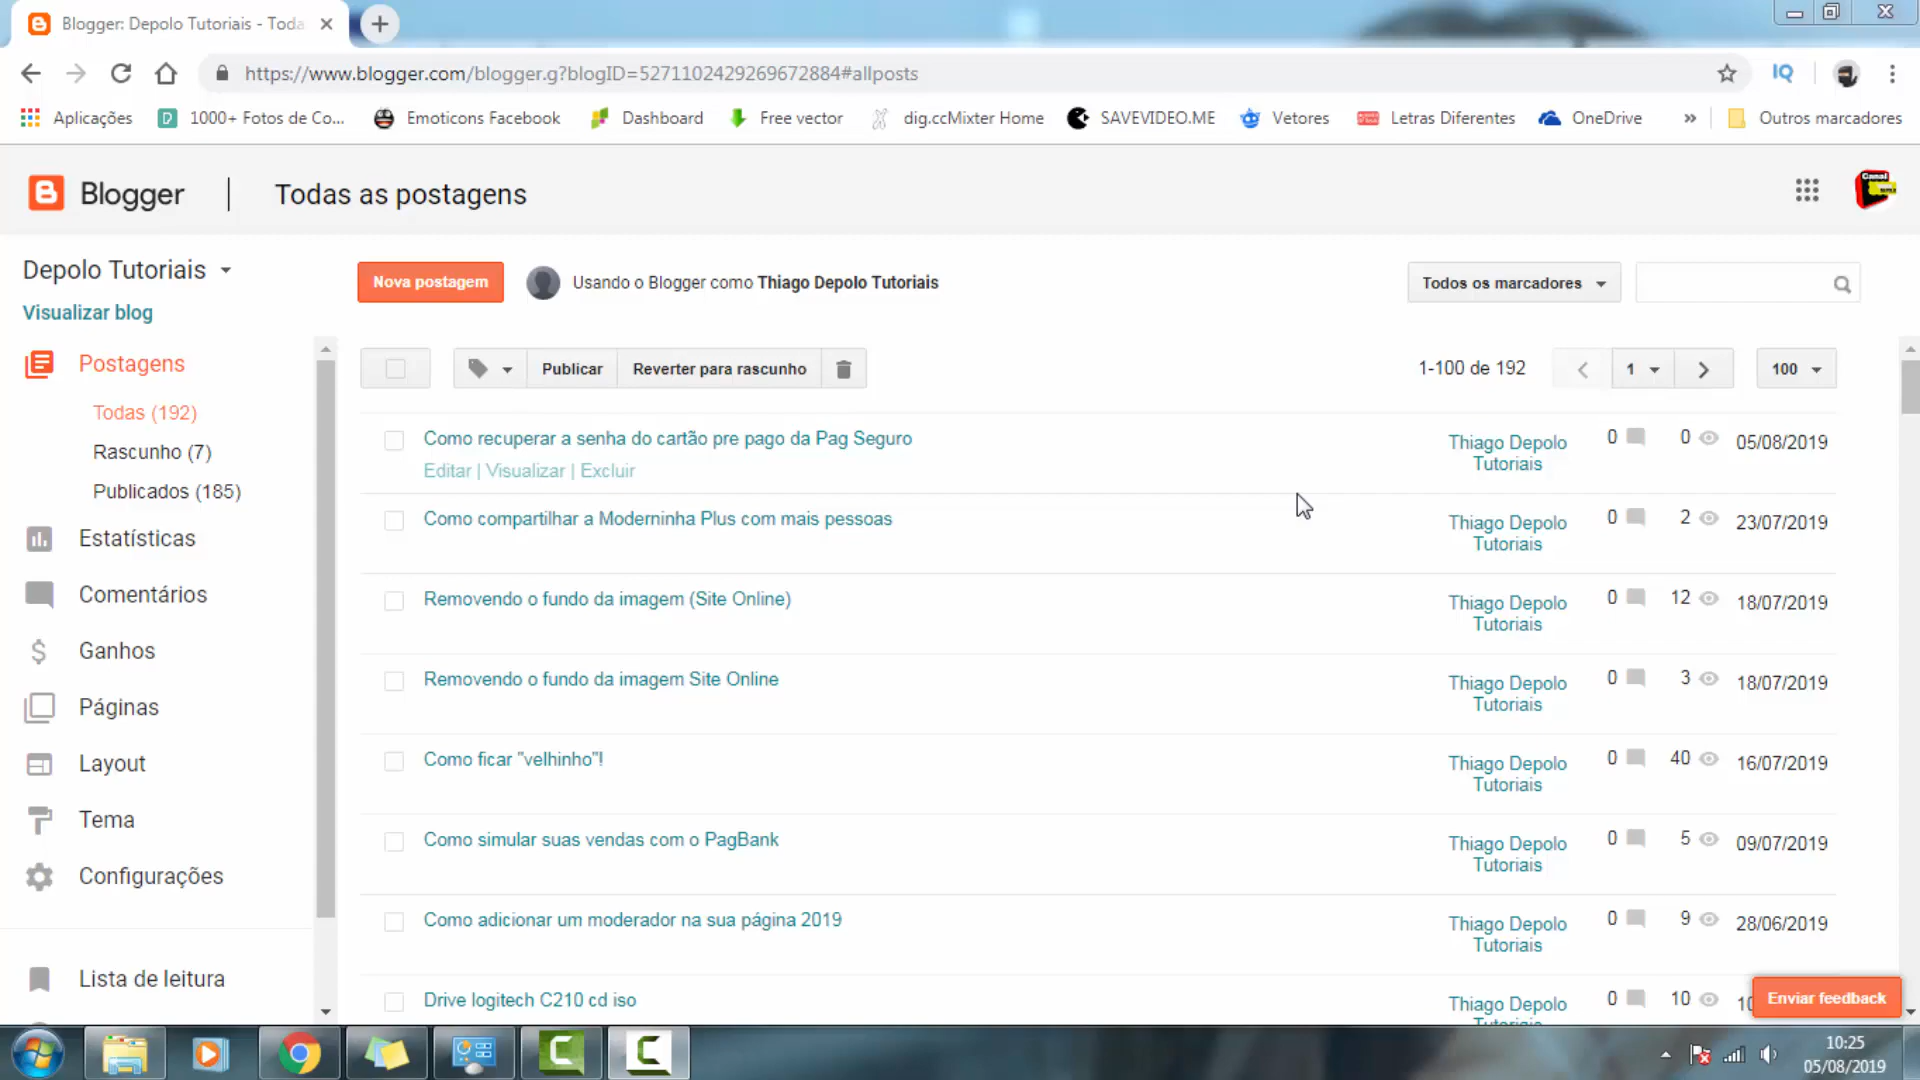 Blogger: Depolo Tutoriais - Toda
https://www.blogger.com/blogger.g?blogID=5271102429269672884#allposts
Aplicações 1000+ Fotos de Co... Emoticons Facebook Dashboard Free vector dig.ccMixter Home SAVEVIDEO.ME Vetores Letras Diferentes OneDrive » Outros marcadores
Blogger | Todas as postagens
Depolo Tutoriais
Visualizar blog
Nova postagem
Usando o Blogger como Thiago Depolo Tutoriais
Todos os marcadores
Postagens
Todas (192)
Rascunho (7)
Publicados (185)
Estatísticas
Comentários
Ganhos
Páginas
Layout
Tema
Configurações
Lista de leitura
Publicar Reverter para rascunho
1-100 de 192 1 100
Como recuperar a senha do cartão pre pago da Pag Seguro
Editar | Visualizar | Excluir
Thiago Depolo
Tutoriais
0 0 05/08/2019
Como compartilhar a Moderninha Plus com mais pessoas
Thiago Depolo
Tutoriais
0 2 23/07/2019
Removendo o fundo da imagem (Site Online)
Thiago Depolo
Tutoriais
0 12 18/07/2019
Removendo o fundo da imagem Site Online
Thiago Depolo
Tutoriais
0 3 18/07/2019
Como ficar "velhinho"!
Thiago Depolo
Tutoriais
0 40 16/07/2019
Como simular suas vendas com o PagBank
Thiago Depolo
Tutoriais
0 5 09/07/2019
Como adicionar um moderador na sua página 2019
Thiago Depolo
Tutoriais
0 9 28/06/2019
Drive logitech C210 cd iso
Thiago Depolo
Tutoriais
0 10
Enviar feedback
10:25
05/08/2019